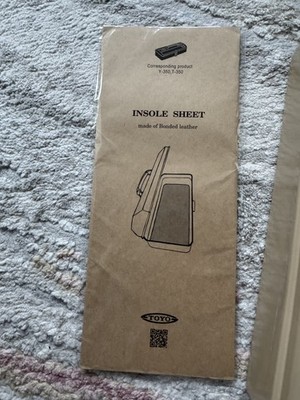 Corresponding product
Y-350,T-350
INSOLE SHEET
made of Bonded leather
TOYO